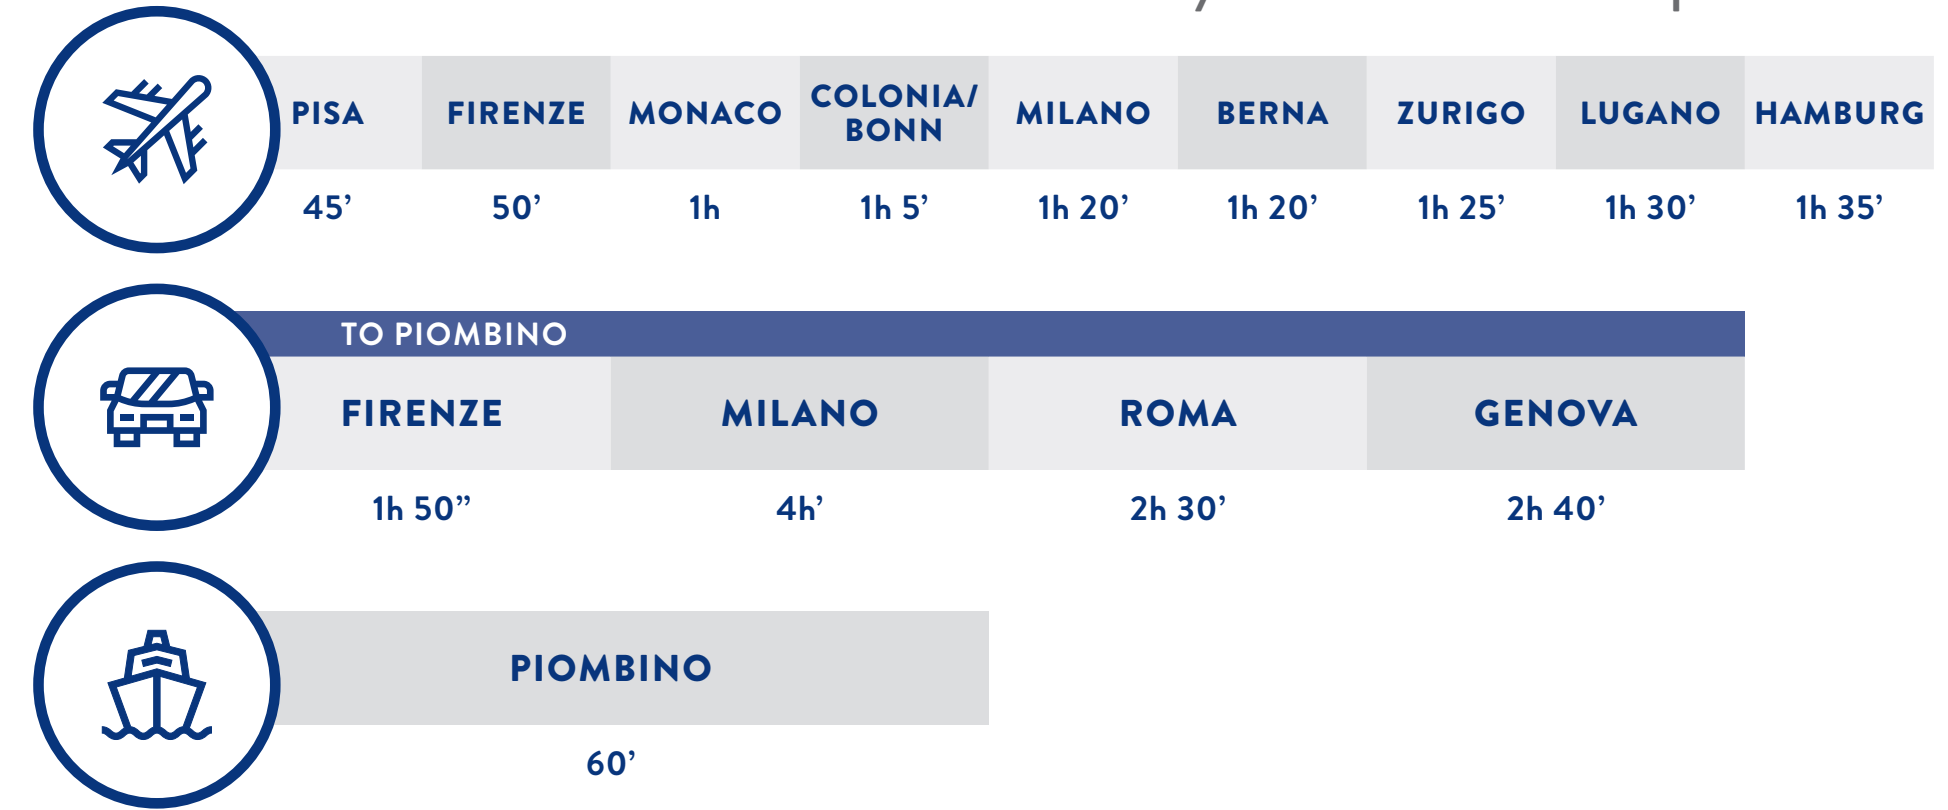 PISA FIRENZE MONACO COLONIA/ BONN MILANO BERNA ZURIGO LUGANO HAMBURG
45’ 50’ 1h 1h 5’ 1h 20’ 1h 20’ 1h 25’ 1h 30’ 1h 35’
TO PIOMBINO
FIRENZE MILANO ROMA GENOVA
1h 50” 4h’ 2h 30’ 2h 40’
PIOMBINO
60’